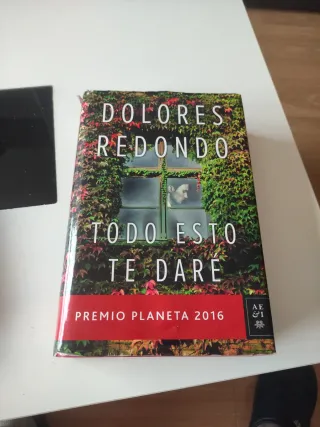 DOLORES
REDONDO
TODO ESTO
TE DARÉ
PREMIO PLANETA 2016
A E
& I